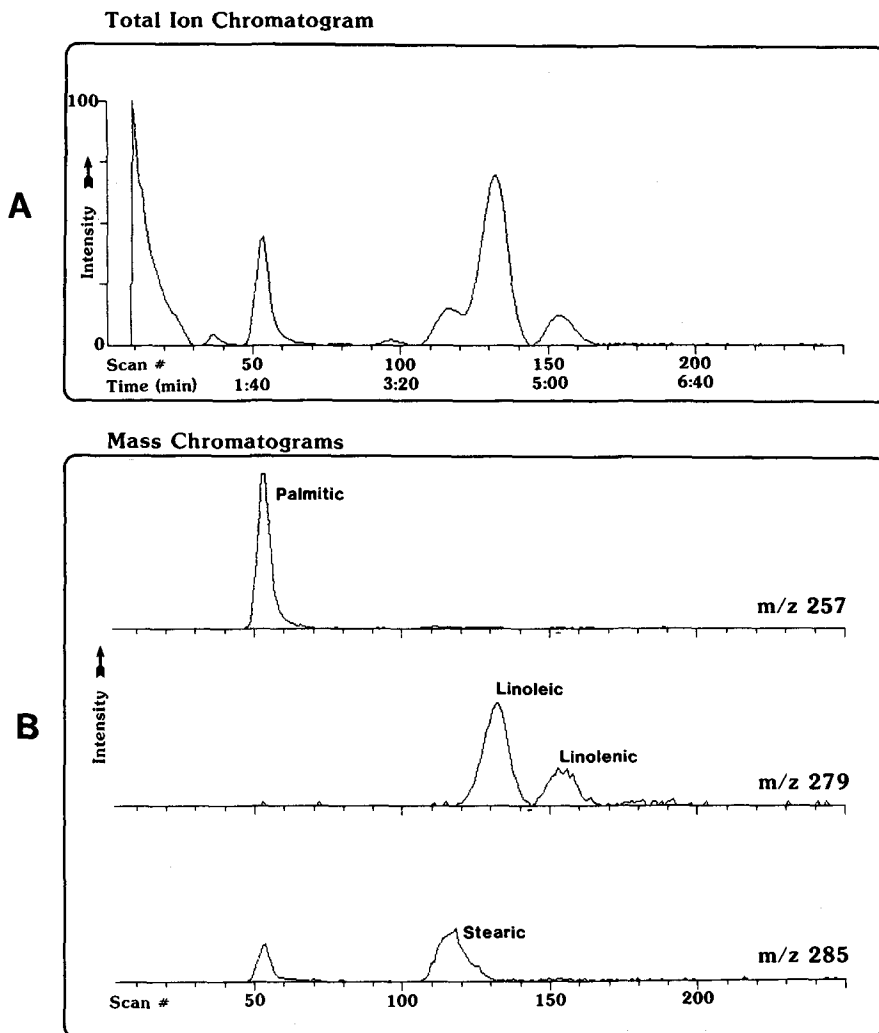 Total Ion Chromatogram
A
100
Intensity
0
Scan # 50 100 150 200
Time (min) 1:40 3:20 5:00 6:40
Mass Chromatograms
B
Intensity
Palmitic
m/z 257
Linoleic
Linolenic
m/z 279
Stearic
m/z 285
Scan # 50 100 150 200